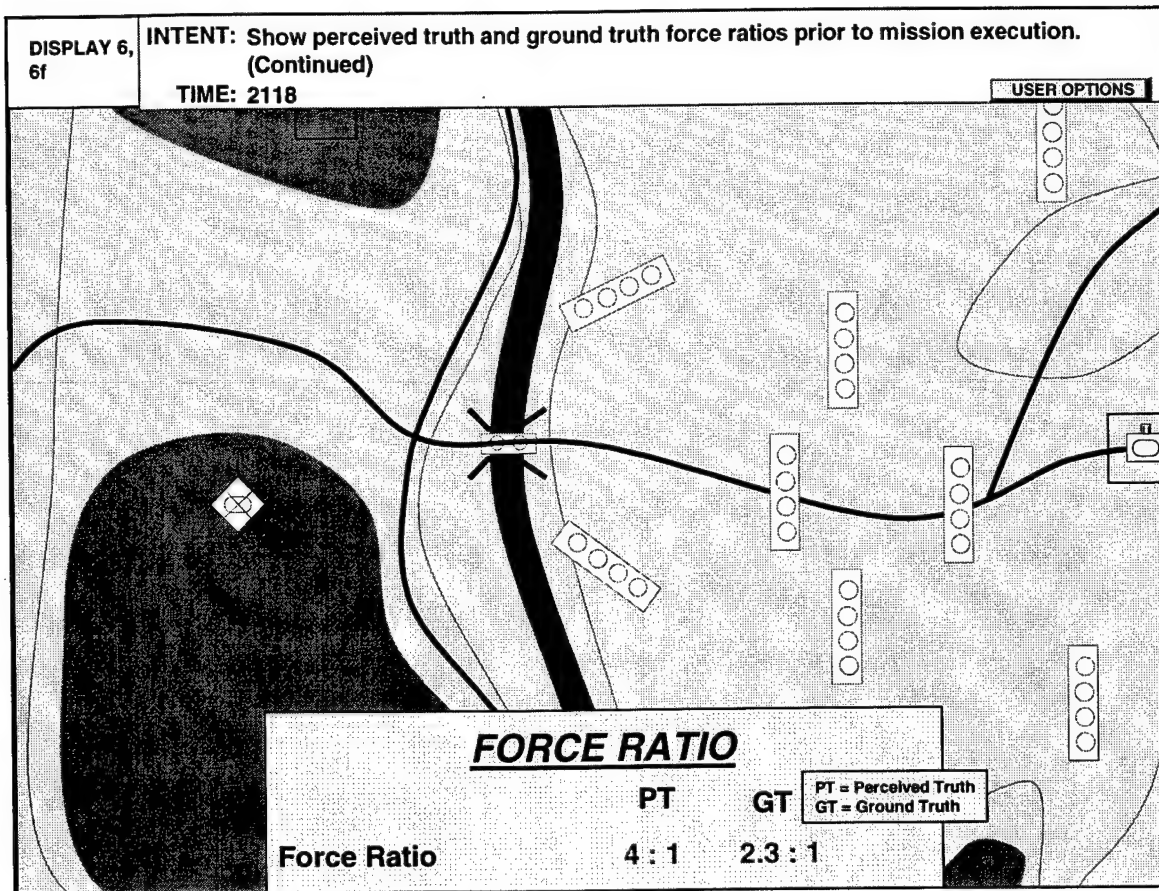 DISPLAY 6,
6f
INTENT: Show perceived truth and ground truth force ratios prior to mission execution.
(Continued)
TIME: 2118
USER OPTIONS
FORCE RATIO
PT GT
PT = Perceived Truth
GT = Ground Truth
Force Ratio 4 : 1 2.3 : 1